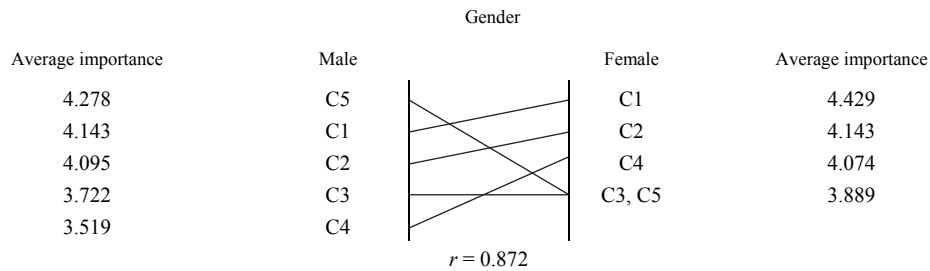 Gender
Average importance Male Female Average importance
4.278 C5 C1 4.429
4.143 C1 C2 4.143
4.095 C2 C4 4.074
3.722 C3 C3, C5 3.889
3.519 C4
r = 0.872